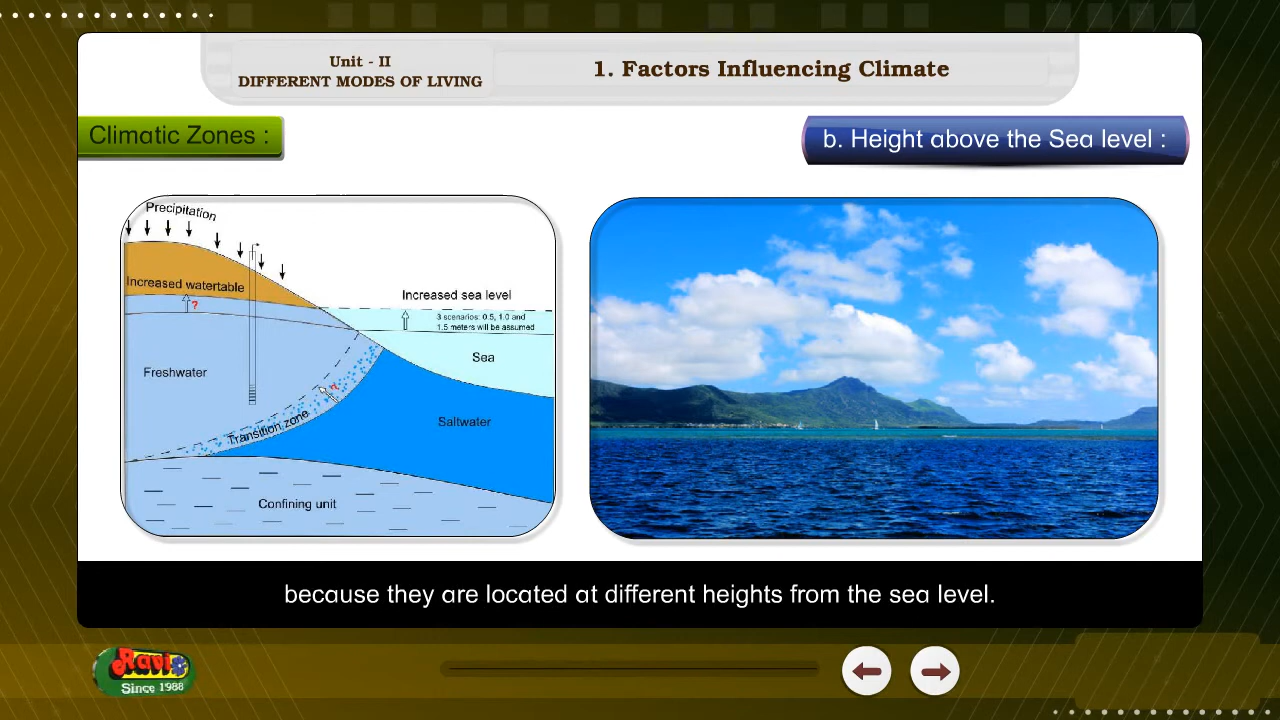 Unit - II
DIFFERENT MODES OF LIVING
1. Factors Influencing Climate
Climatic Zones :
b. Height above the Sea level :
Precipitation
Increased watertable
?
Increased sea level
3 scenarios: 0.5, 1.0 and
1.5 meters will be assumed
Sea
Freshwater
?
Transition zone
Saltwater
Confining unit
because they are located at different heights from the sea level.
Ravi
Since 1988